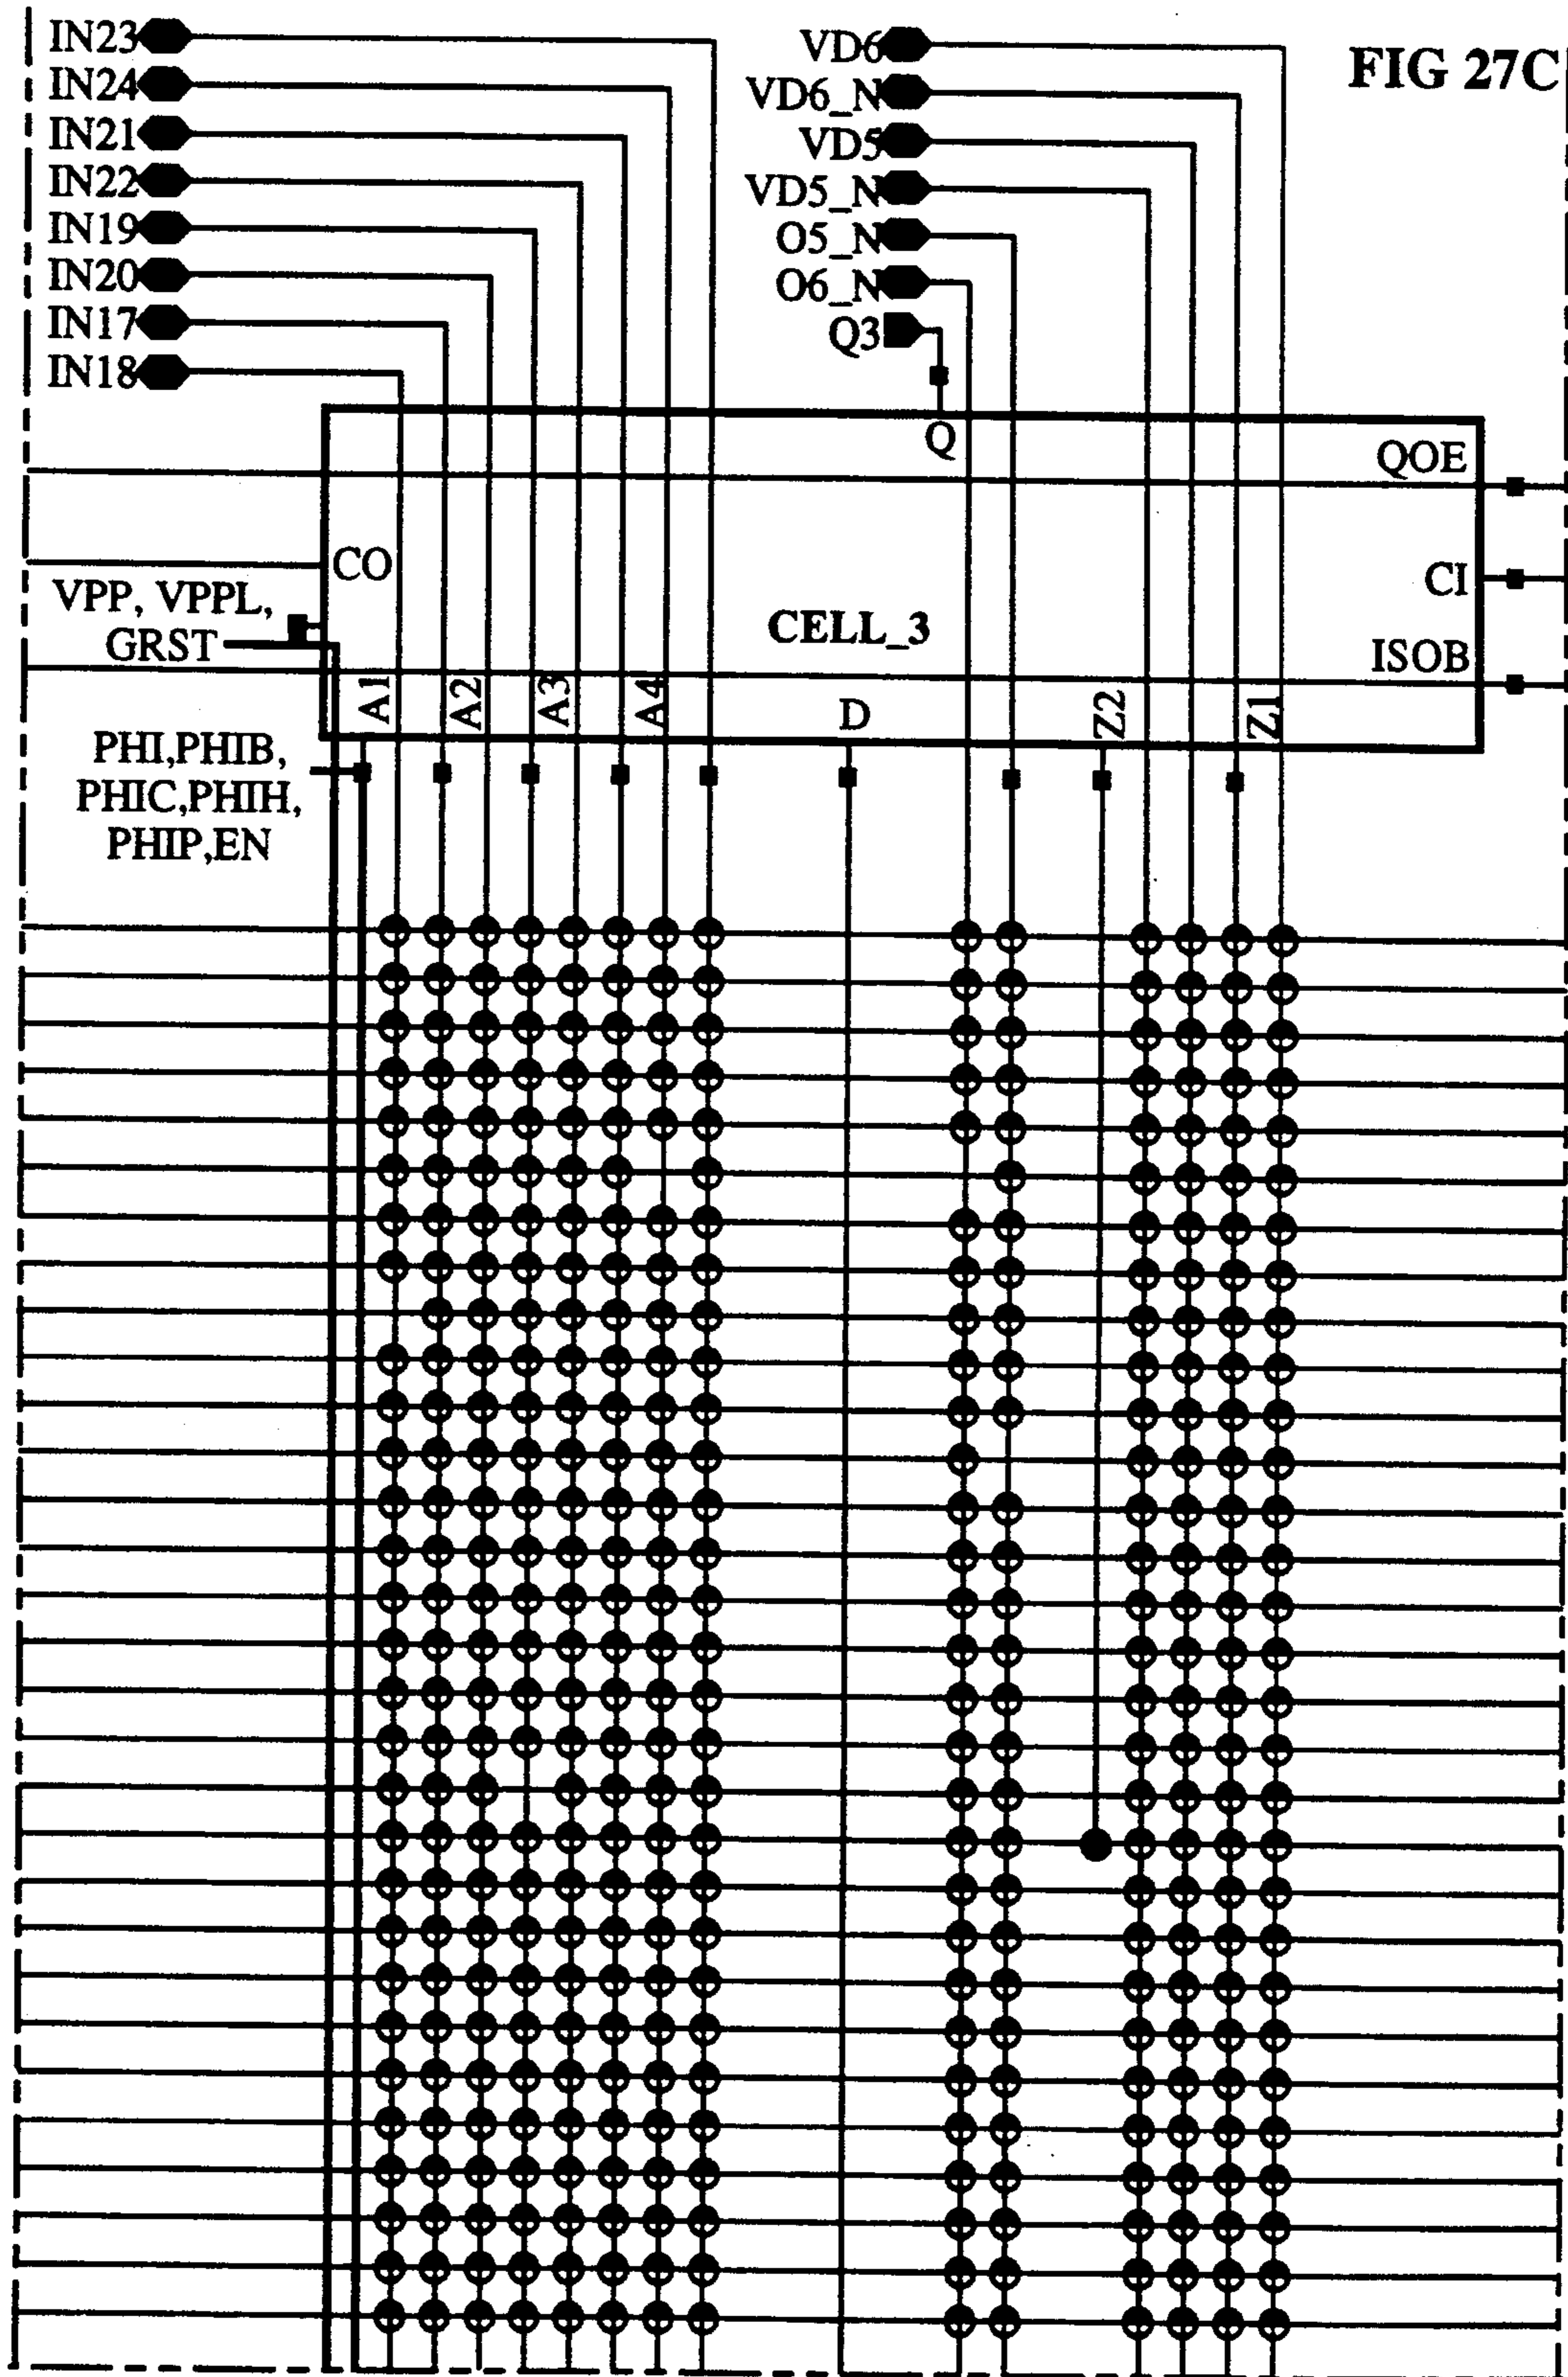 FIG 27C
IN23
IN24
IN21
IN22
IN19
IN20
IN17
IN18
VD6
VD6_N
VD5
VD5_N
O5_N
O6_N
Q3
Q
QOE
CO
CI
VPP, VPPL,
GRST
CELL_3
ISOB
A1
A2
A3
A4
D
Z2
Z1
PHI,PHIB,
PHIC,PHIH,
PHIP,EN